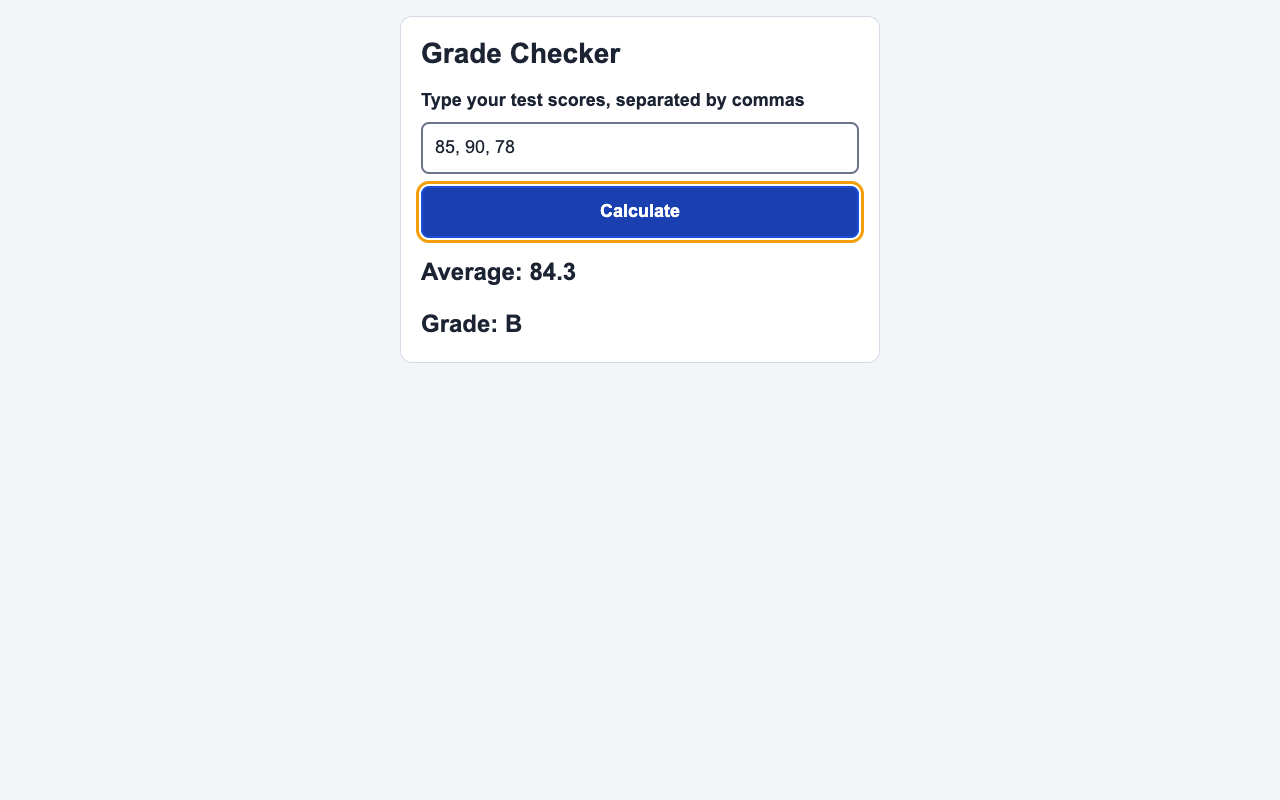 Grade Checker
Type your test scores, separated by commas
85, 90, 78
Calculate
Average: 84.3
Grade: B